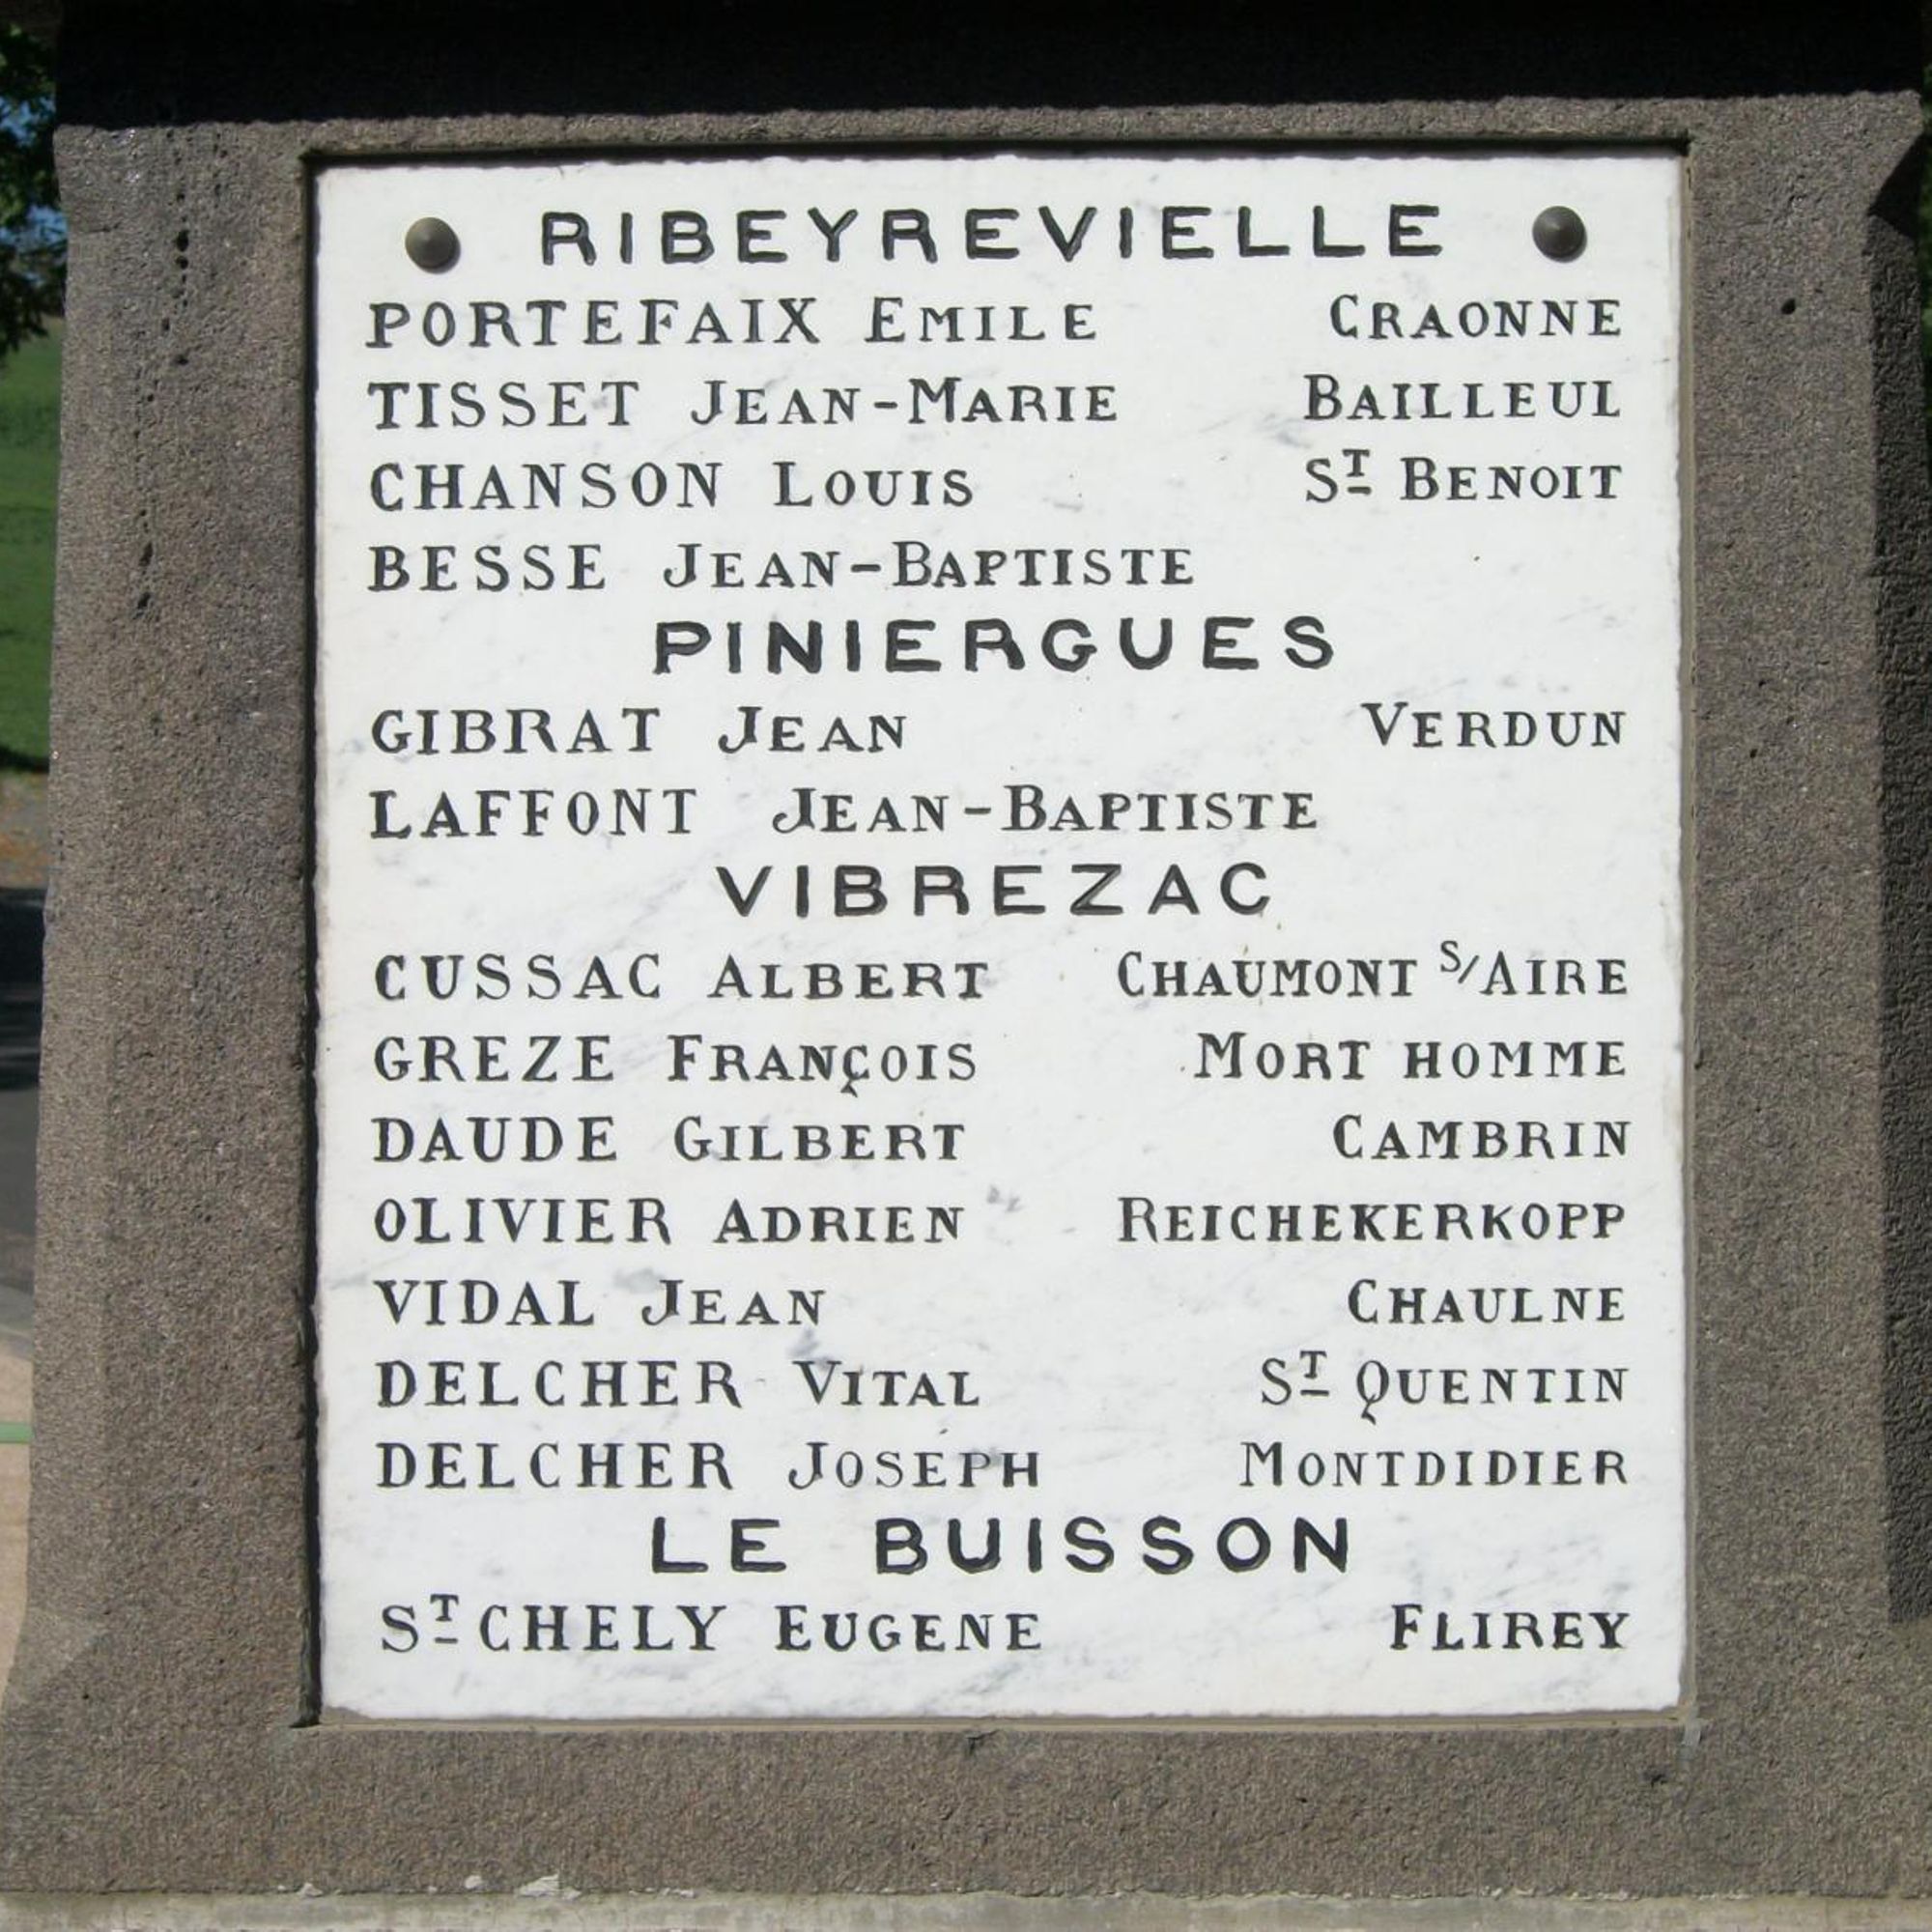 RIBEYREVIELLE
PORTEFAIX EMILE CRAONNE
TISSET JEAN-MARIE BAILLEUL
CHANSON LOUIS ST BENOIT
BESSE JEAN-BAPTISTE
PINIERGUES
GIBRAT JEAN VERDUN
LAFFONT JEAN-BAPTISTE
VIBREZAC
CUSSAC ALBERT CHAUMONT S/AIRE
GREZE FRANÇOIS MORT HOMME
DAUDE GILBERT CAMBRIN
OLIVIER ADRIEN REICHEKERKOPP
VIDAL JEAN CHAULNE
DELCHER VITAL ST QUENTIN
DELCHER JOSEPH MONTDIDIER
LE BUISSON
ST CHELY EUGENE FLIREY